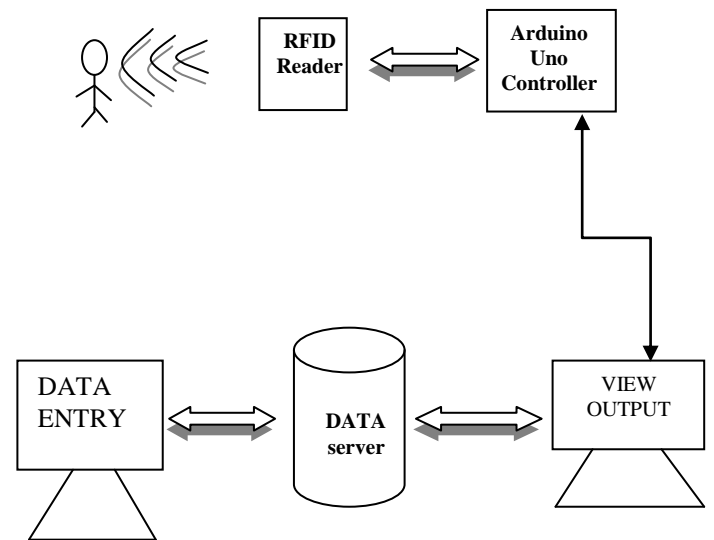 RFID
Reader
Arduino
Uno
Controller
DATA
ENTRY
DATA
server
VIEW
OUTPUT